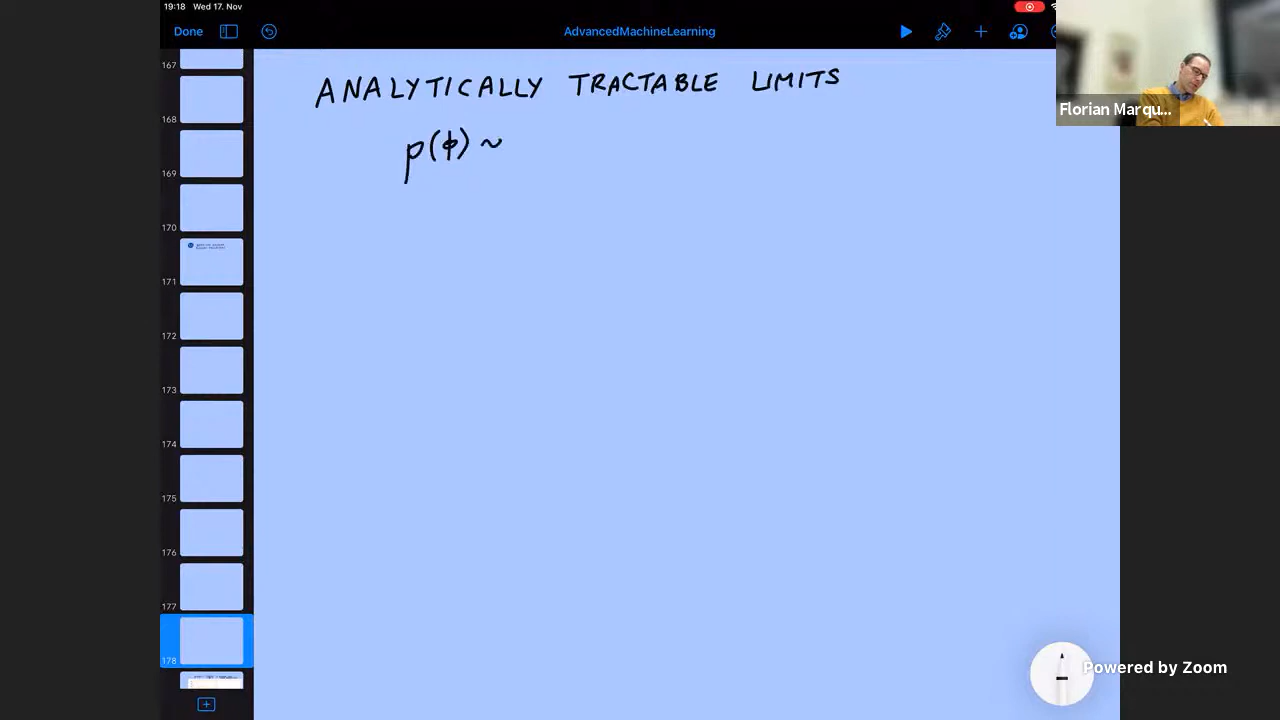 19:18 Wed 17. Nov
Done
AdvancedMachineLearning
Florian Marqu...
167
168
169
170
171
172
173
174
175
176
177
178
ANALYTICALLY TRACTABLE LIMITS
p(ϕ) ~
Powered by Zoom